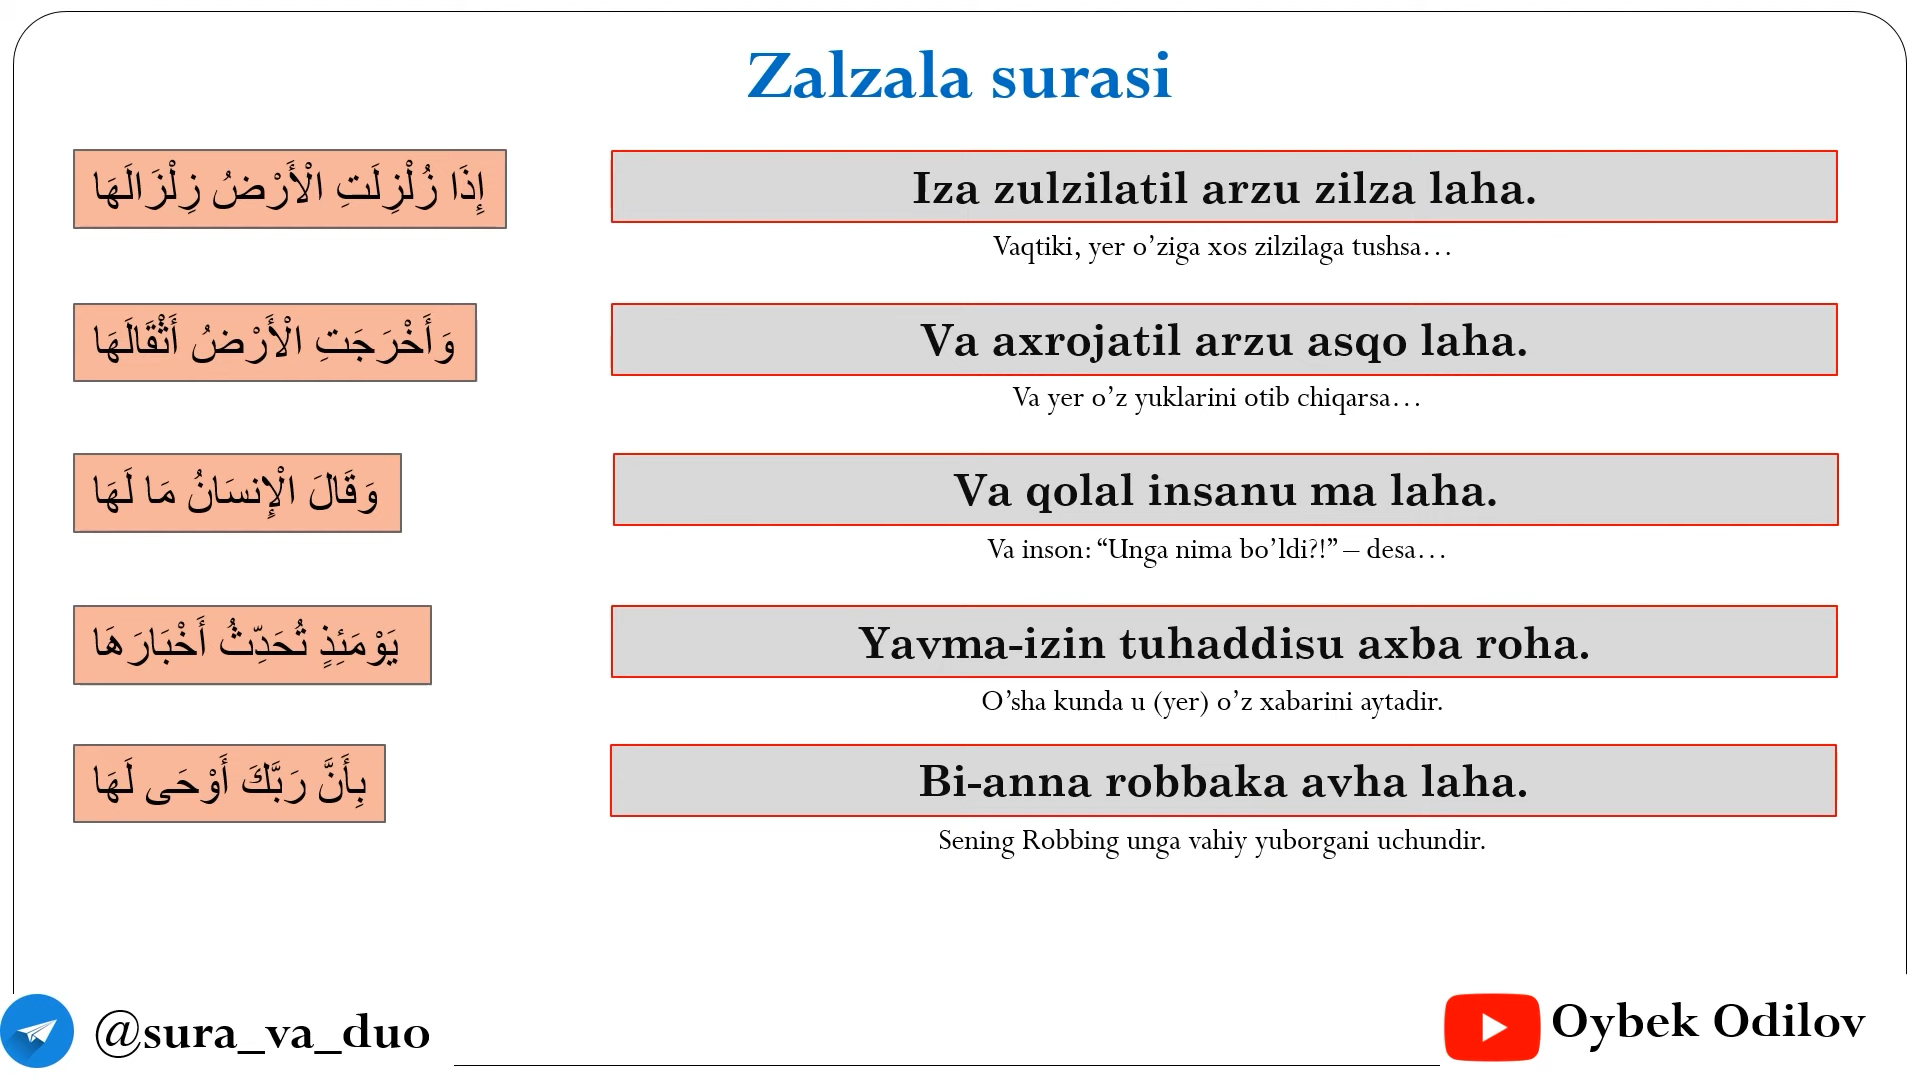 Zalzala surasi
إِذَا زُلْزِلَتِ الْأَرْضُ زِلْزَالَهَا
Iza zulzilatil arzu zilza laha.
Vaqtiki, yer o’ziga xos zilzilaga tushsa…
وَأَخْرَجَتِ الْأَرْضُ أَثْقَالَهَا
Va axrojatil arzu asqo laha.
Va yer o’z yuklarini otib chiqarsa…
وَقَالَ الْإِنسَانُ مَا لَهَا
Va qolal insanu ma laha.
Va inson: “Unga nima bo’ldi?!” – desa…
يَوْمَئِذٍ تُحَدِّثُ أَخْبَارَهَا
Yavma-izin tuhaddisu axba roha.
O’sha kunda u (yer) o’z xabarini aytadir.
بِأَنَّ رَبَّكَ أَوْحَى لَهَا
Bi-anna robbaka avha laha.
Sening Robbing unga vahiy yuborgani uchundir.
@sura_va_duo
Oybek Odilov